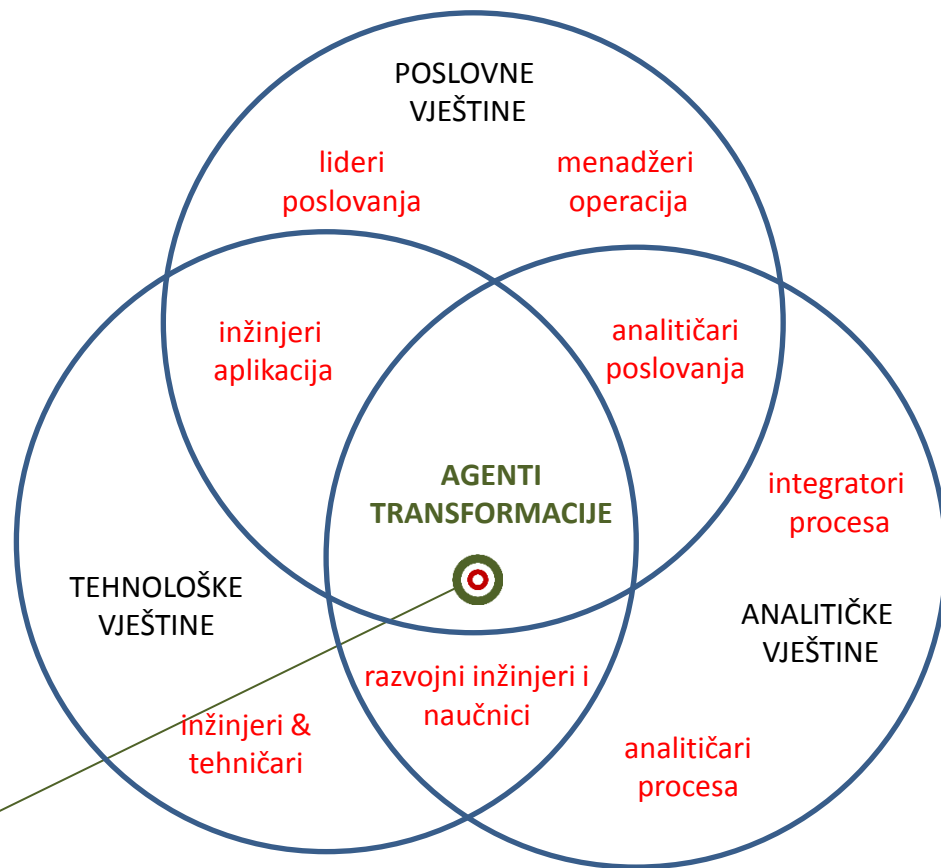 POSLOVNE
VJEŠTINE
lideri
poslovanja
menadžeri
operacija
inžinjeri
aplikacija
analitičari
poslovanja
AGENTI
TRANSFORMACIJE
integratori
procesa
TEHNOLOŠKE
VJEŠTINE
ANALITIČKE
VJEŠTINE
razvojni inžinjeri i
naučnici
inžinjeri &
tehničari
analitičari
procesa